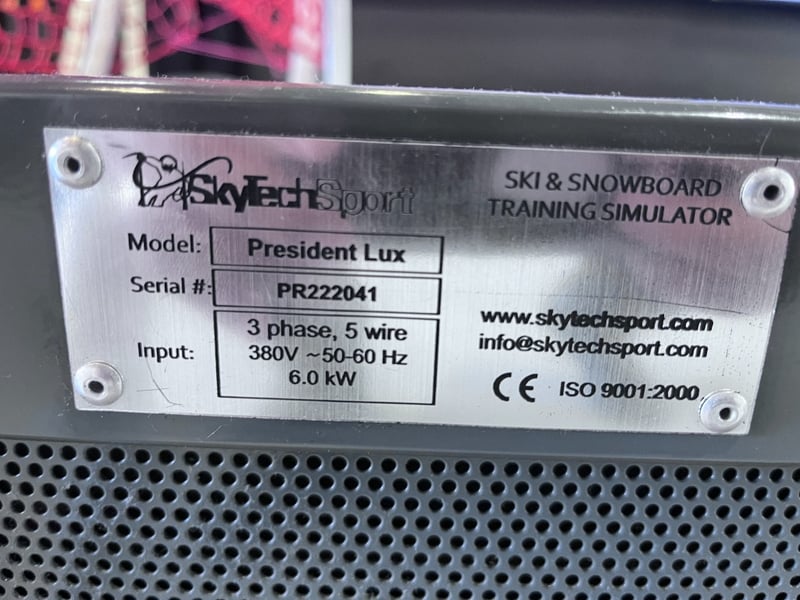 SkyTechSport
SKI & SNOWBOARD
TRAINING SIMULATOR
Model: President Lux
Serial #: PR222041
Input: 3 phase, 5 wire
380V ~50-60 Hz
6.0 kW
www.skytechsport.com
info@skytechsport.com
CE ISO 9001:2000